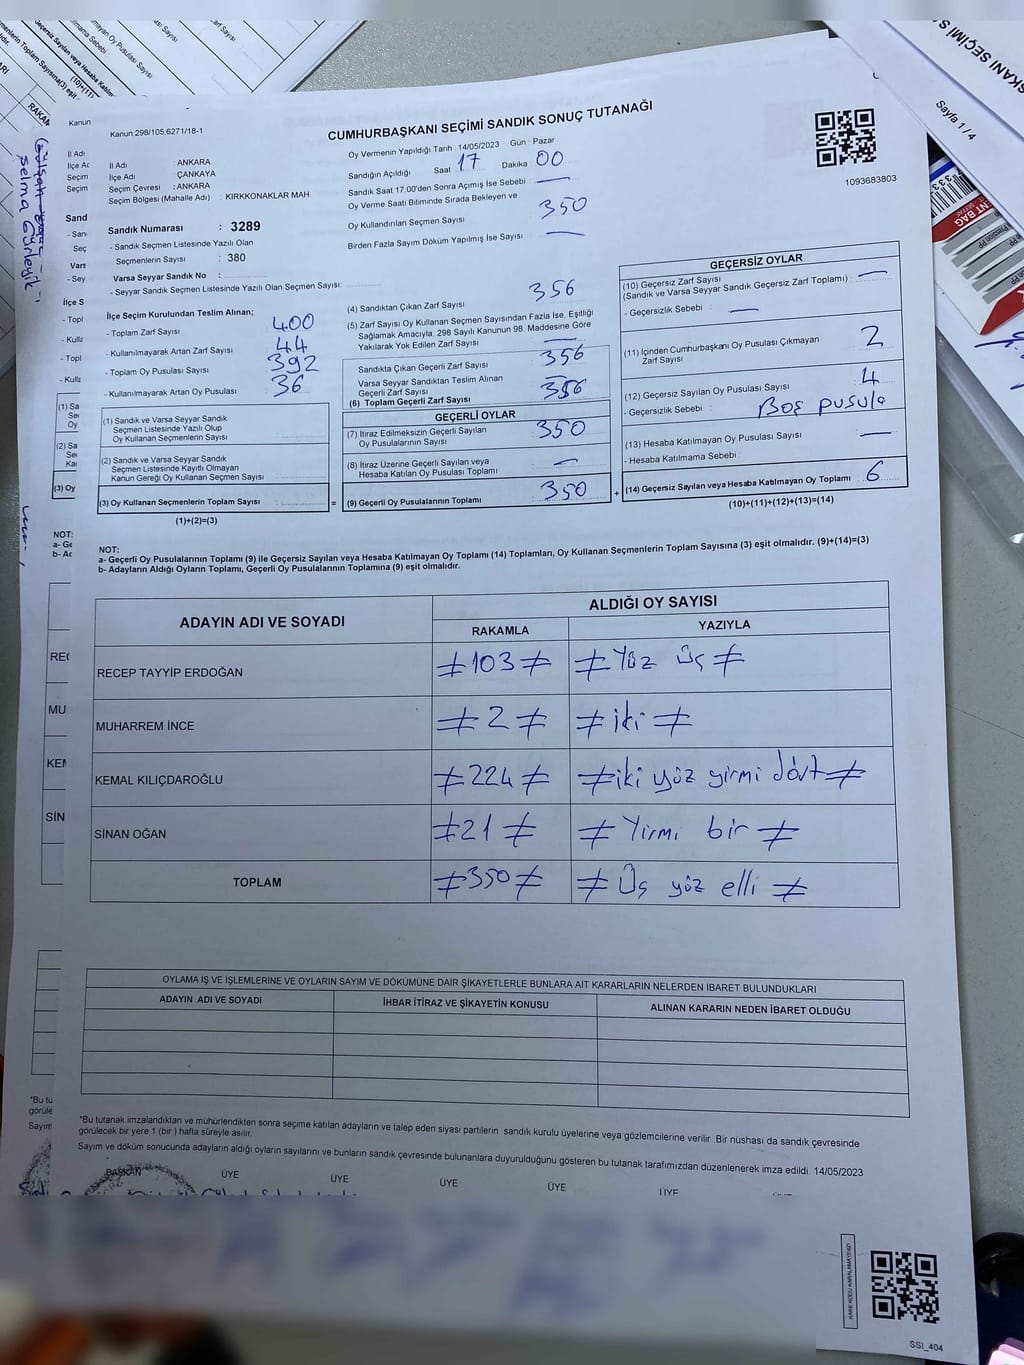 CUMHURBAŞKANI SEÇİMİ SANDIK SONUÇ TUTANAĞI
Kanun 298/105,6271/18-1
İl Adı : ANKARA
İlçe Adı : ÇANKAYA
Seçim Çevresi : ANKARA
Seçim Bölgesi (Mahalle Adı) : KIRKKONAKLAR MAH.
Oy Vermenin Yapıldığı Tarih : 14/05/2023 Gün : Pazar
Sandığın Açıldığı Saat : 17 Dakika : 00
Sandık Saat 17.00'den Sonra Açımış İse Sebebi : —
Oy Verme Saati Bitiminde Sırada Bekleyen ve
Oy Kullandırılan Seçmen Sayısı : 350
Birden Fazla Sayım Döküm Yapılmış İse Sayısı : —
1093683803
Sandık Numarası : 3289
- Sandık Seçmen Listesinde Yazılı Olan
Seçmenlerin Sayısı : 380
Varsa Seyyar Sandık No :
- Seyyar Sandık Seçmen Listesinde Yazılı Olan Seçmen Sayısı:
İlçe Seçim Kurulundan Teslim Alınan;
- Toplam Zarf Sayısı : 400
- Kullanılmayarak Artan Zarf Sayısı : 44
- Toplam Oy Pusulası Sayısı : 392
- Kullanılmayarak Artan Oy Pusulası : 36
(1) Sandık ve Varsa Seyyar Sandık
Seçmen Listesinde Yazılı Olup
Oy Kullanan Seçmenlerin Sayısı :
(2) Sandık ve Varsa Seyyar Sandık
Seçmen Listesinde Kayıtlı Olmayan
Kanun Gereği Oy Kullanan Seçmen Sayısı :
(3) Oy Kullanan Seçmenlerin Toplam Sayısı :
(1)+(2)=(3)
(4) Sandıktan Çıkan Zarf Sayısı : 356
(5) Zarf Sayısı Oy Kullanan Seçmen Sayısından Fazla İse, Eşitliği
Sağlamak Amacıyla, 298 Sayılı Kanunun 98. Maddesine Göre
Yakılarak Yok Edilen Zarf Sayısı : —
Sandıkta Çıkan Geçerli Zarf Sayısı : 356
Varsa Seyyar Sandıktan Teslim Alınan
Geçerli Zarf Sayısı :
(6) Toplam Geçerli Zarf Sayısı : 356
GEÇERLİ OYLAR
(7) İtiraz Edilmeksizin Geçerli Sayılan
Oy Pusulalarının Sayısı : 350
(8) İtiraz Üzerine Geçerli Sayılan veya
Hesaba Katılan Oy Pusulası Toplamı : —
= (9) Geçerli Oy Pusulalarının Toplamı : 350
GEÇERSİZ OYLAR
(10) Geçersiz Zarf Sayısı
(Sandık ve Varsa Seyyar Sandık Geçersiz Zarf Toplamı) : —
- Geçersizlik Sebebi : —
(11) İçinden Cumhurbaşkanı Oy Pusulası Çıkmayan
Zarf Sayısı : 2
(12) Geçersiz Sayılan Oy Pusulası Sayısı : 4
- Geçersizlik Sebebi : Boş pusula
(13) Hesaba Katılmayan Oy Pusulası Sayısı : —
- Hesaba Katılmama Sebebi :
+ (14) Geçersiz Sayılan veya Hesaba Katılmayan Oy Toplamı : 6
(10)+(11)+(12)+(13)=(14)
NOT:
a- Geçerli Oy Pusulalarının Toplamı (9) ile Geçersiz Sayılan veya Hesaba Katılmayan Oy Toplamı (14) Toplamları, Oy Kullanan Seçmenlerin Toplam Sayısına (3) eşit olmalıdır. (9)+(14)=(3)
b- Adayların Aldığı Oyların Toplamı, Geçerli Oy Pusulalarının Toplamına (9) eşit olmalıdır.
ADAYIN ADI VE SOYADI
ALDIĞI OY SAYISI
RAKAMLA YAZIYLA
RECEP TAYYİP ERDOĞAN ≠103≠ ≠ Yüz Üç ≠
MUHARREM İNCE ≠2≠ ≠ iki ≠
KEMAL KILIÇDAROĞLU ≠224≠ ≠ iki yüz yirmi dört ≠
SİNAN OĞAN ≠21≠ ≠ Yirmi bir ≠
TOPLAM ≠350≠ ≠ Üç yüz elli ≠
OYLAMA İŞ VE İŞLEMLERİNE VE OYLARIN SAYIM VE DÖKÜMÜNE DAİR ŞİKAYETLERLE BUNLARA AİT KARARLARIN NELERDEN İBARET BULUNDUKLARI
ADAYIN ADI VE SOYADI İHBAR İTİRAZ VE ŞİKAYETİN KONUSU ALINAN KARARIN NEDEN İBARET OLDUĞU
*Bu tutanak imzalandıktan ve mühürlendikten sonra seçime katılan adayların ve talep eden siyasi partilerin sandık kurulu üyelerine veya gözlemcilerine verilir. Bir nüshası da sandık çevresinde
görülecek bir yere 1 (bir ) hafta süreyle asılır.
Sayım ve döküm sonucunda adayların aldığı oyların sayılarını ve bunların sandık çevresinde bulunanlara duyurulduğunu gösteren bu tutanak tarafımızdan düzenlenerek imza edildi. 14/05/2023
BAŞKAN ÜYE ÜYE ÜYE ÜYE ÜYE
SSİ_404
Sayfa 1 / 4